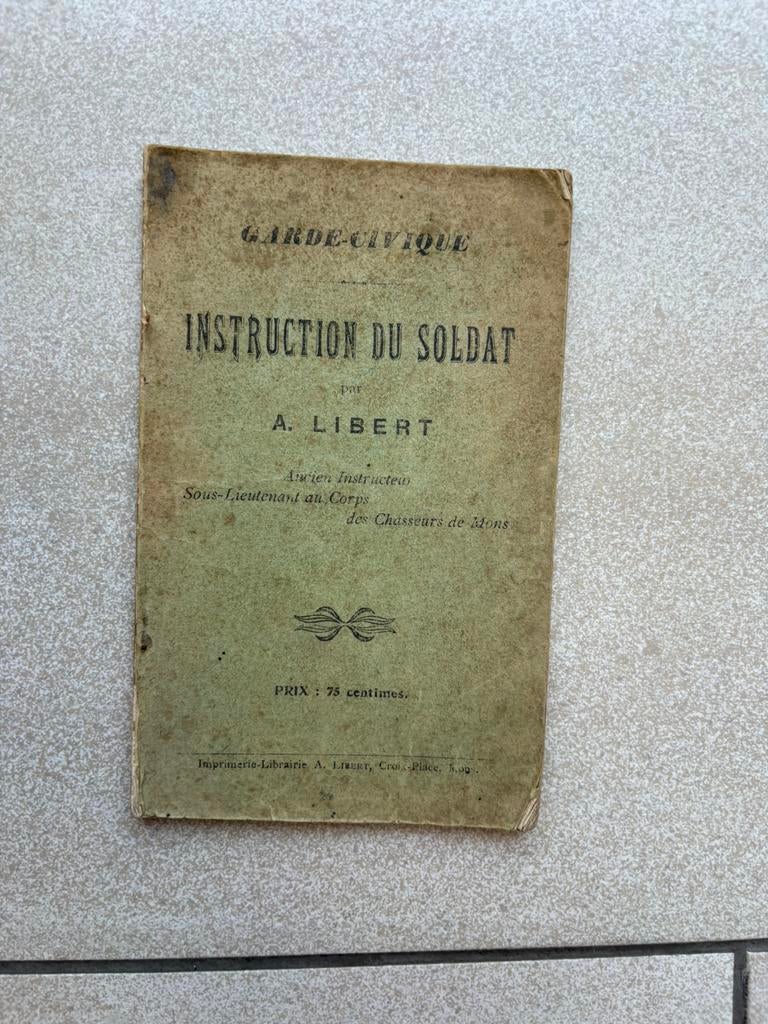 GARDE-CIVIQUE
INSTRUCTION DU SOLDAT
par
A. LIBERT
Ancien Instructeur
Sous-Lieutenant au Corps
des Chasseurs de Mons
PRIX : 75 centimes.
Imprimerie-Librairie A. LIBERT, Croix-Place, Mons.